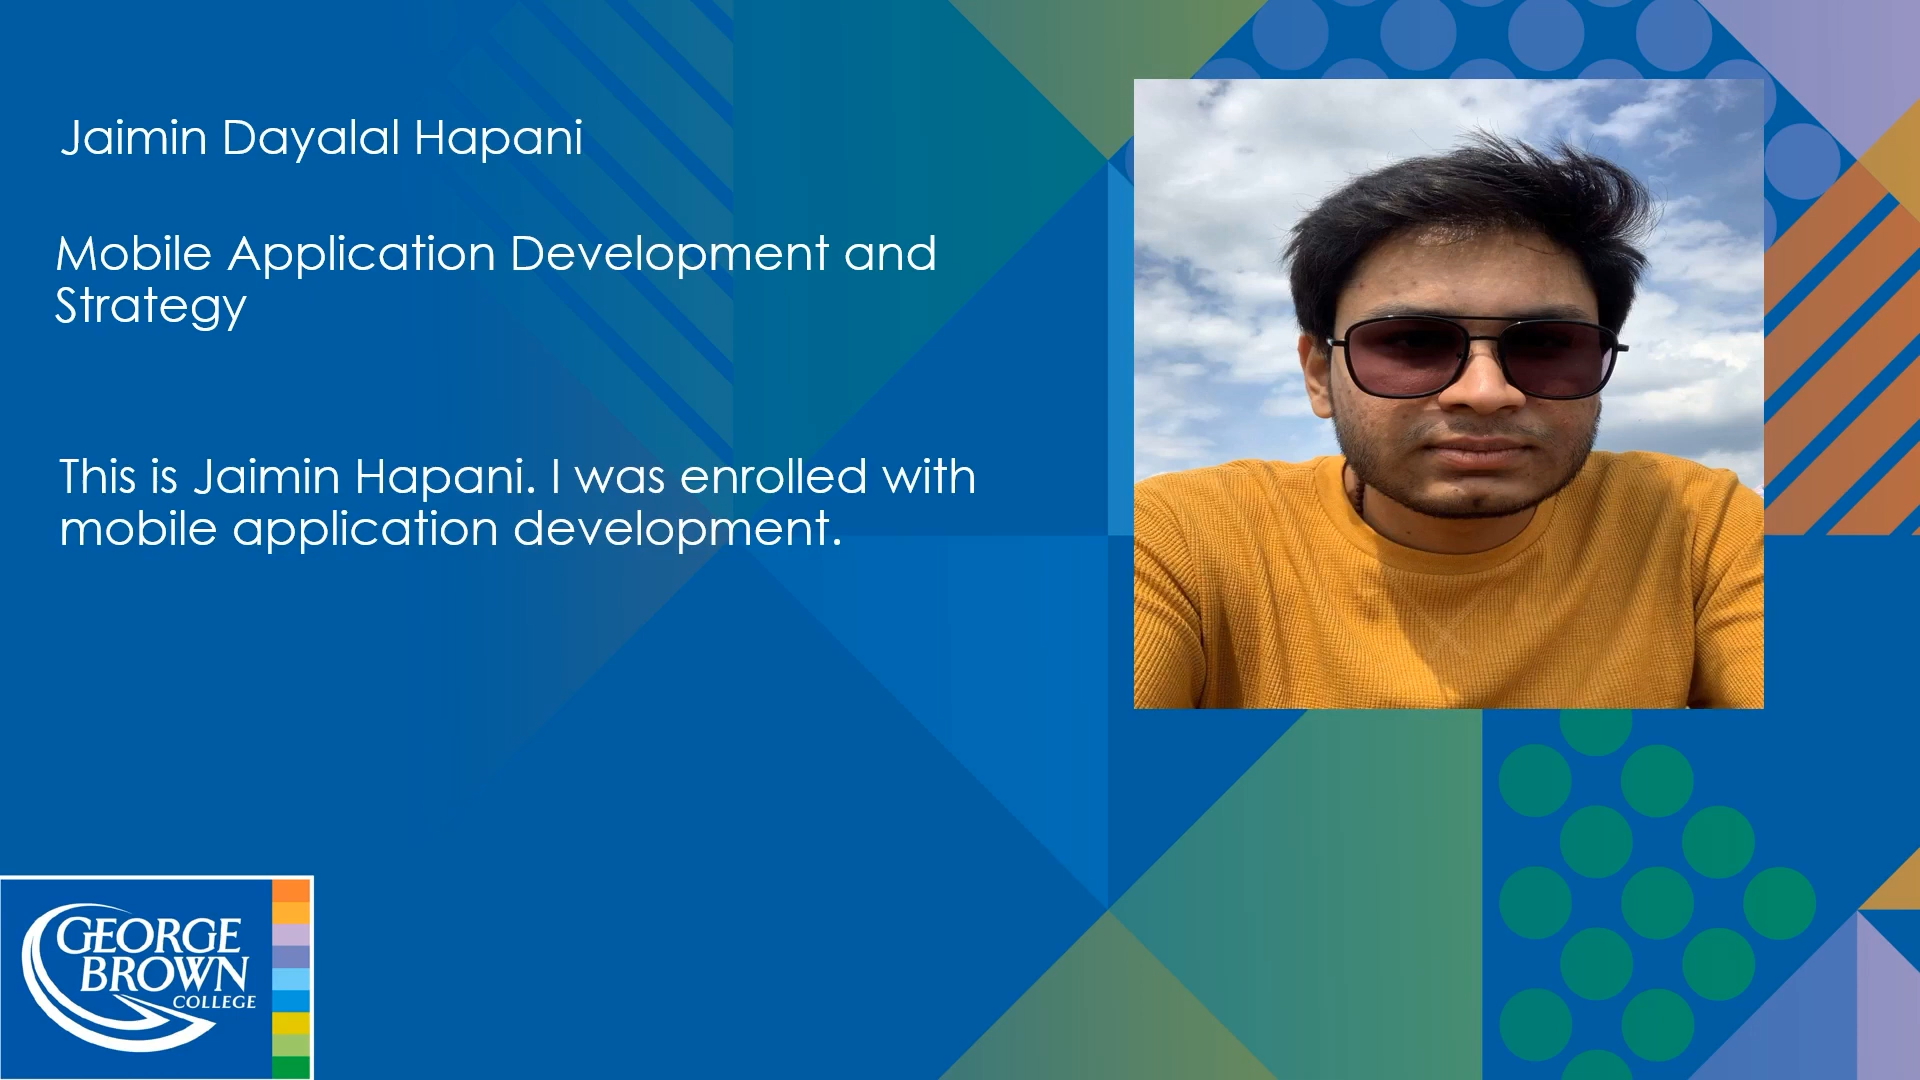 Jaimin Dayalal Hapani
Mobile Application Development and
Strategy
This is Jaimin Hapani. I was enrolled with
mobile application development.
GEORGE
BROWN
COLLEGE